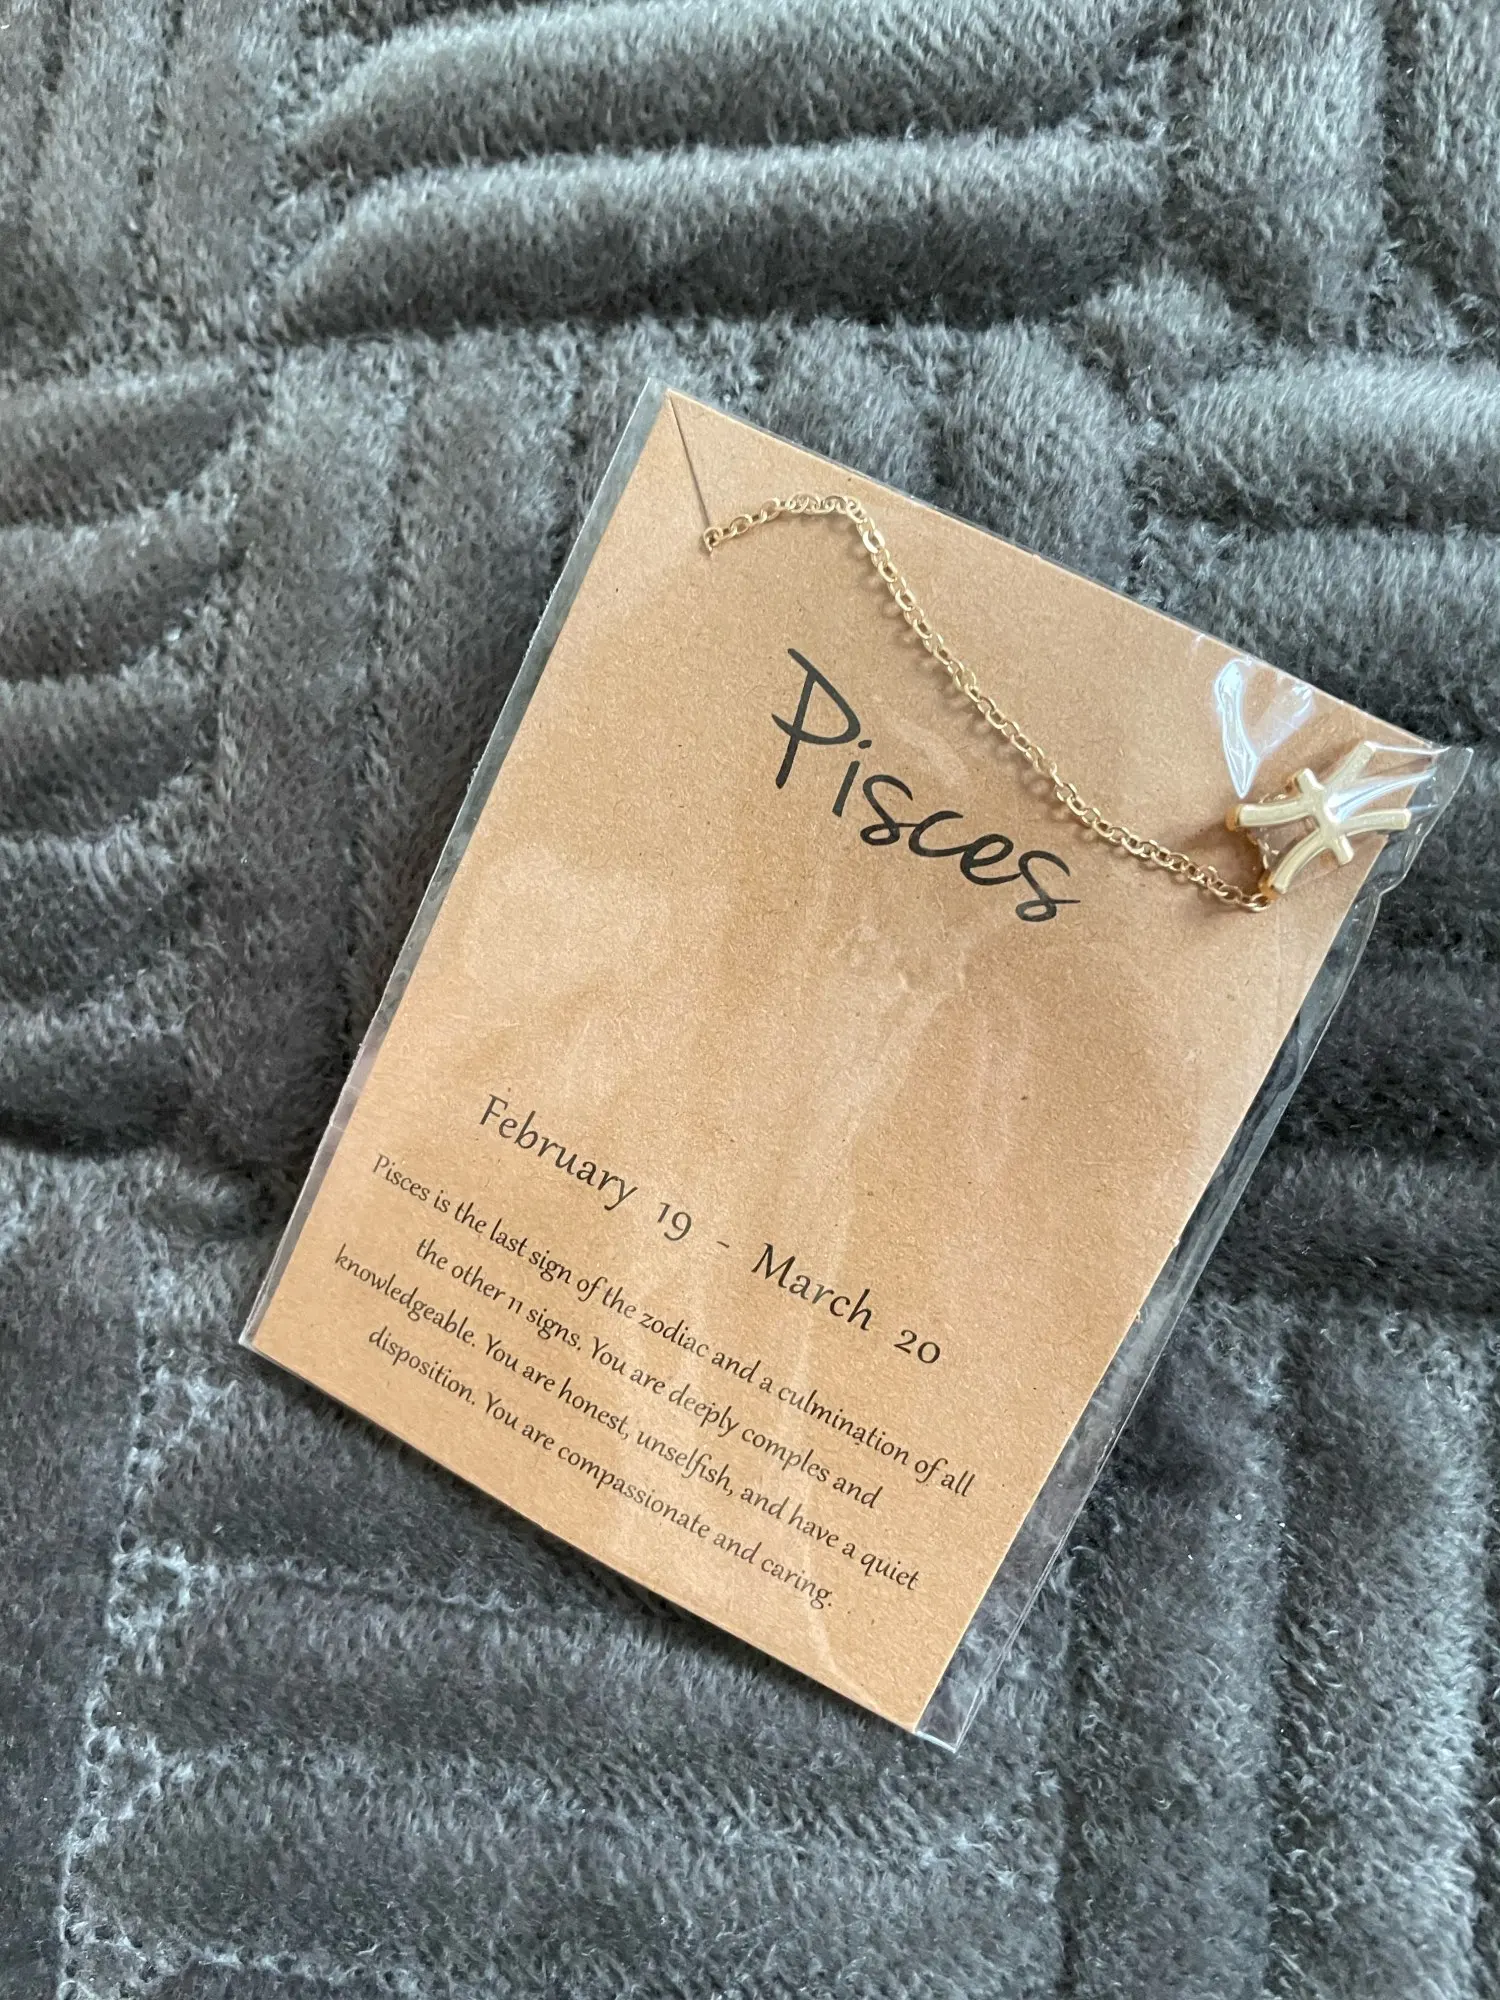 Pisces
February 19 - March 20
Pisces is the last sign of the zodiac and a culmination of all
the other 11 signs. You are deeply comples and
knowledgeable. You are honest, unselfish, and have a quiet
disposition. You are compassionate and caring.